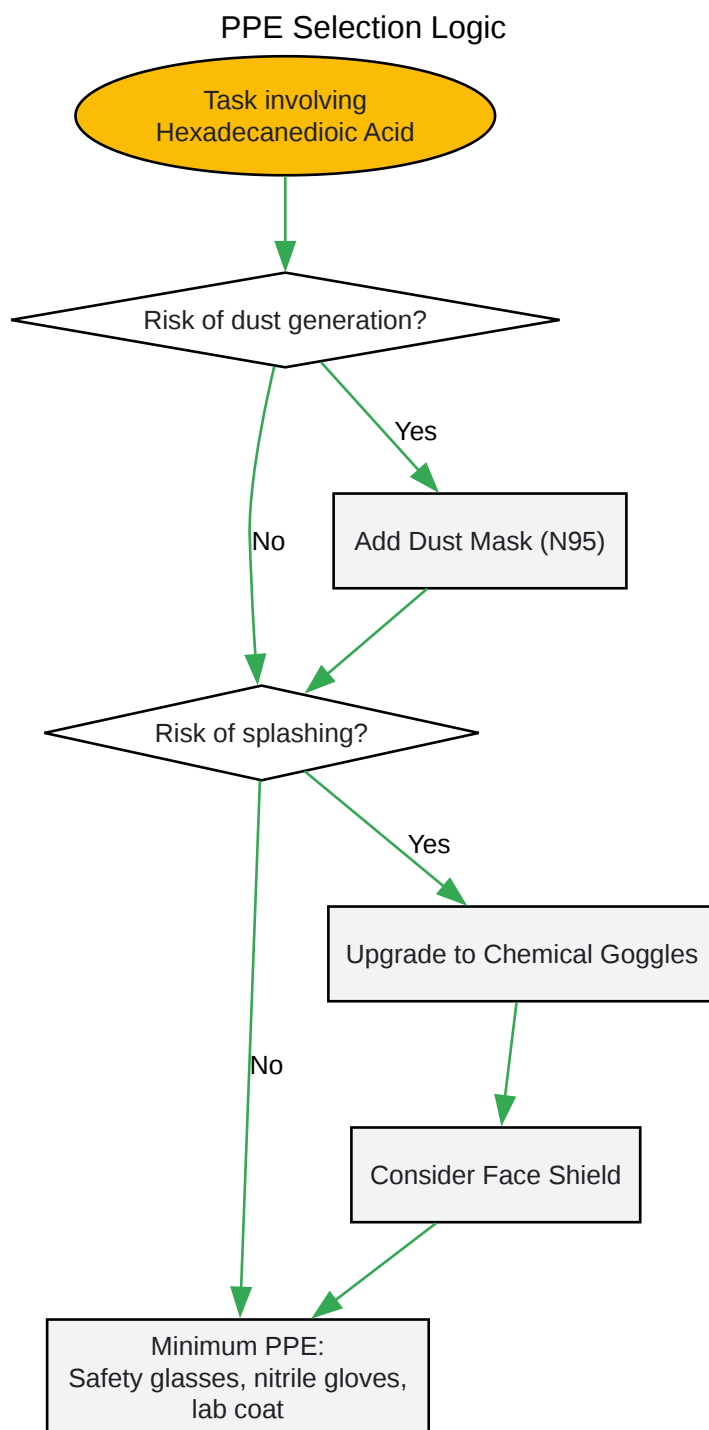 PPE Selection Logic
Task involving
Hexadecanedioic Acid
Risk of dust generation?
Yes
No
Add Dust Mask (N95)
Risk of splashing?
Yes
Upgrade to Chemical Goggles
No
Consider Face Shield
Minimum PPE:
Safety glasses, nitrile gloves,
lab coat